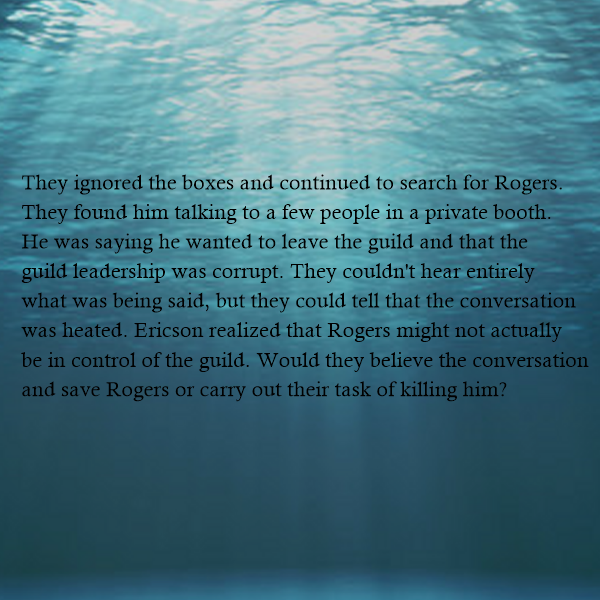 They ignored the boxes and continued to search for Rogers.
They found him talking to a few people in a private booth.
He was saying he wanted to leave the guild and that the
guild leadership was corrupt. They couldn't hear entirely
what was being said, but they could tell that the conversation
was heated. Ericson realized that Rogers might not actually
be in control of the guild. Would they believe the conversation
and save Rogers or carry out their task of killing him?